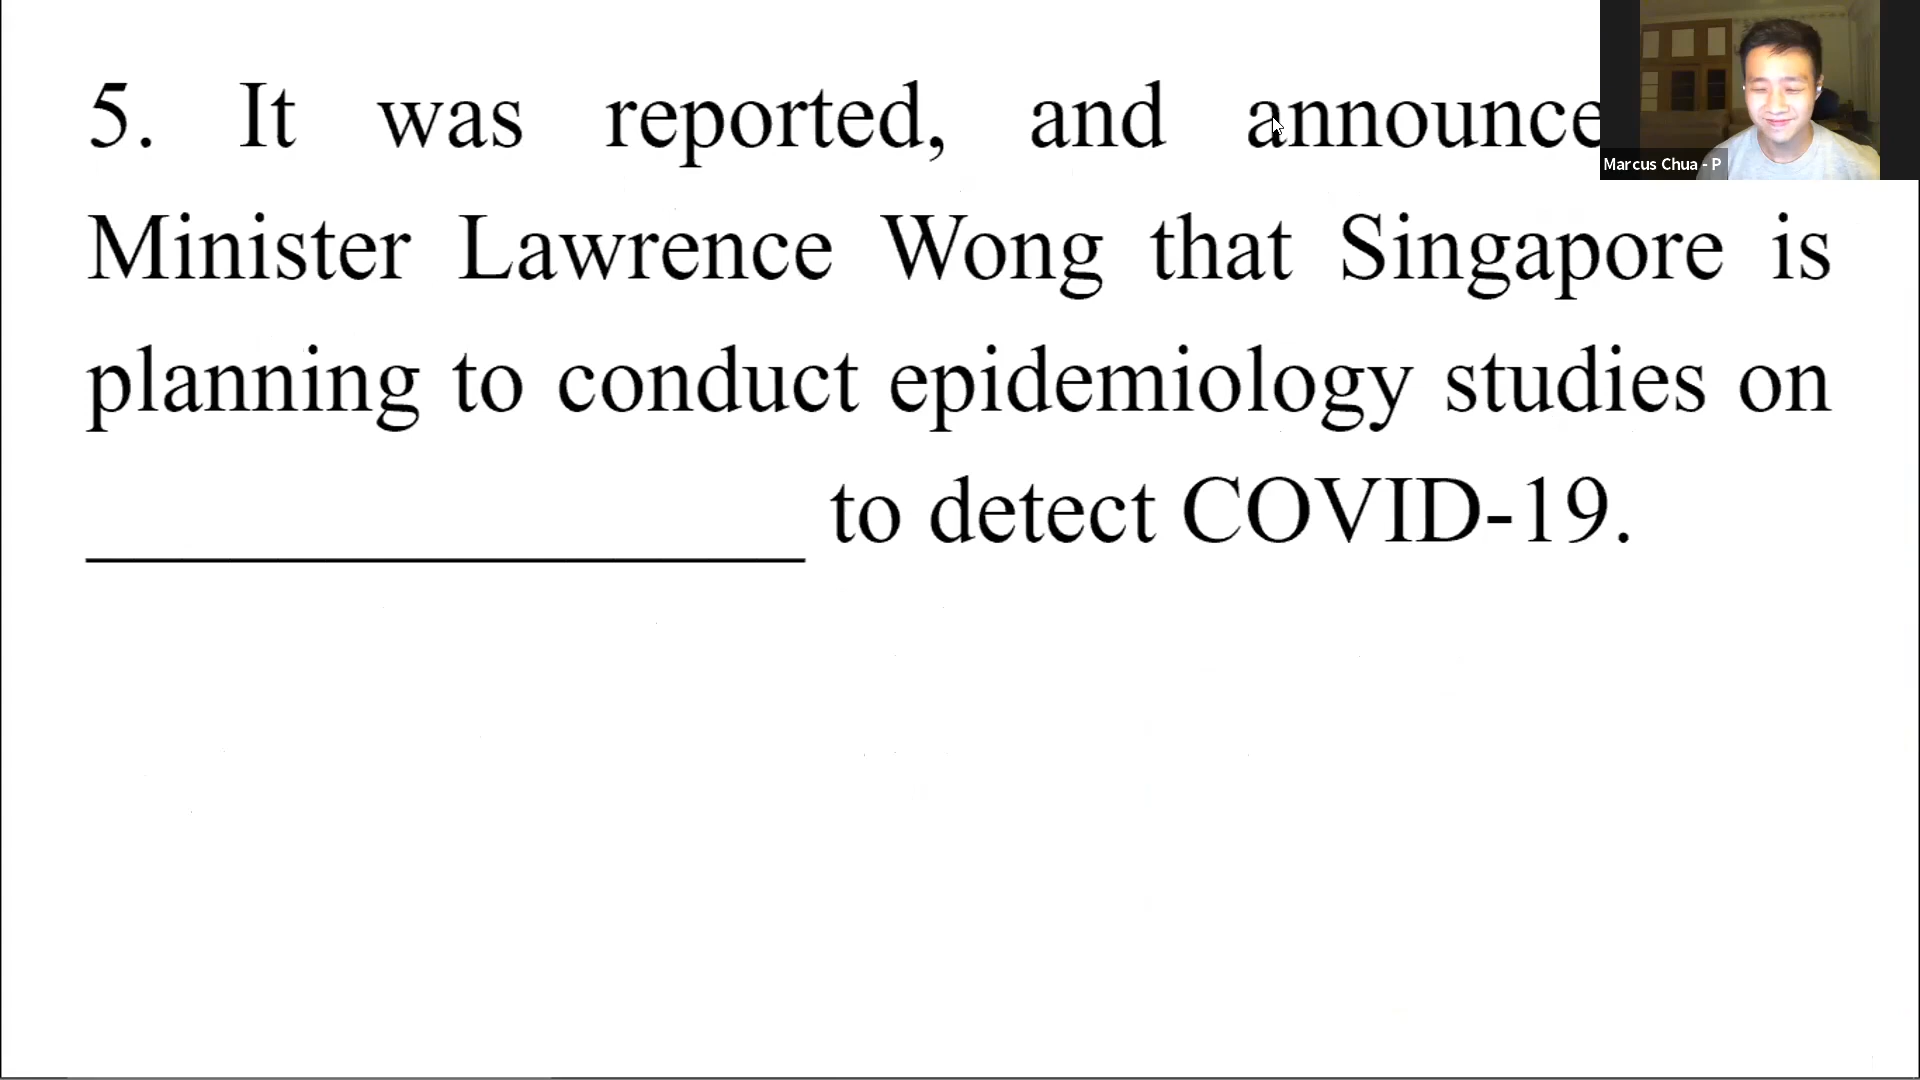 5. It was reported, and announce
Minister Lawrence Wong that Singapore is
planning to conduct epidemiology studies on
____________________ to detect COVID-19.
Marcus Chua - P